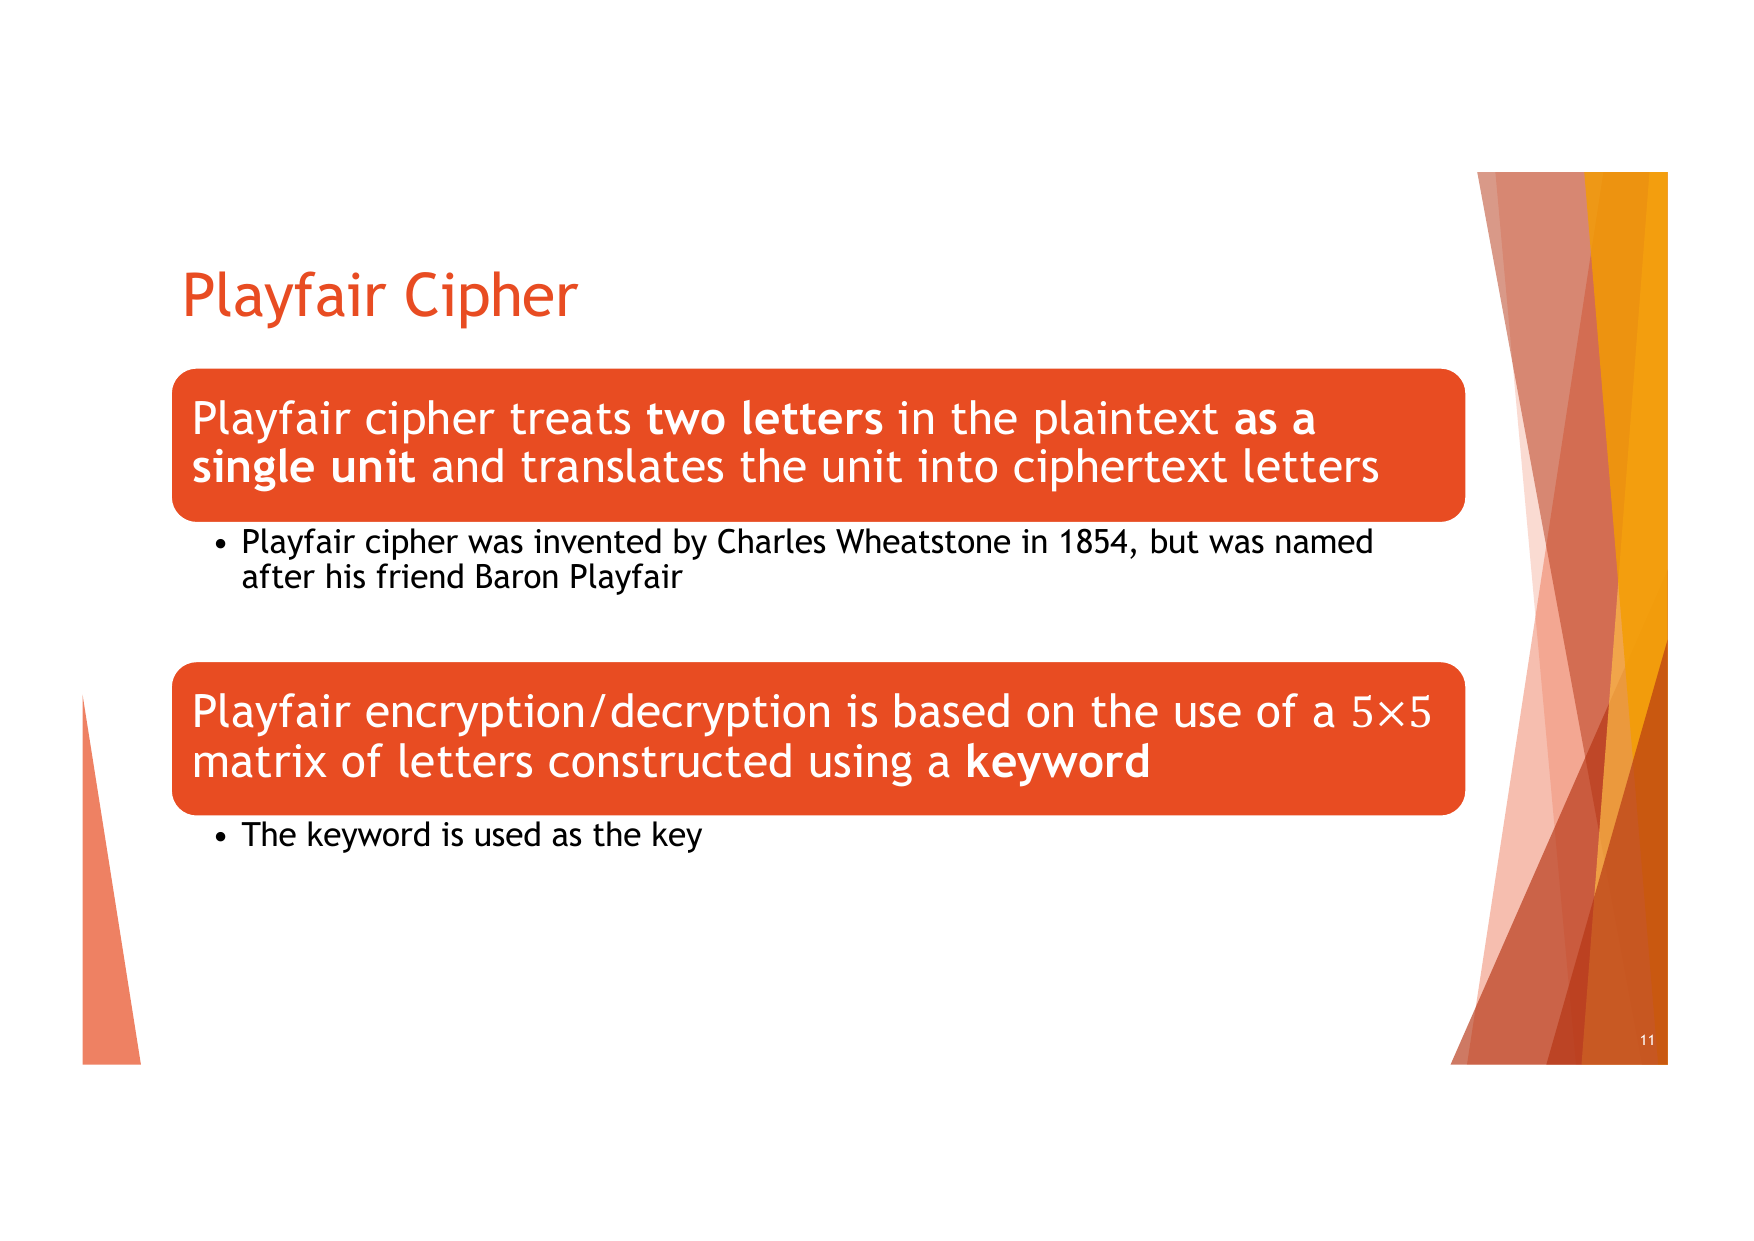 Playfair Cipher
Playfair cipher treats two letters in the plaintext as a
single unit and translates the unit into ciphertext letters
• Playfair cipher was invented by Charles Wheatstone in 1854, but was named
after his friend Baron Playfair
Playfair encryption/decryption is based on the use of a 5×5
matrix of letters constructed using a keyword
• The keyword is used as the key
11